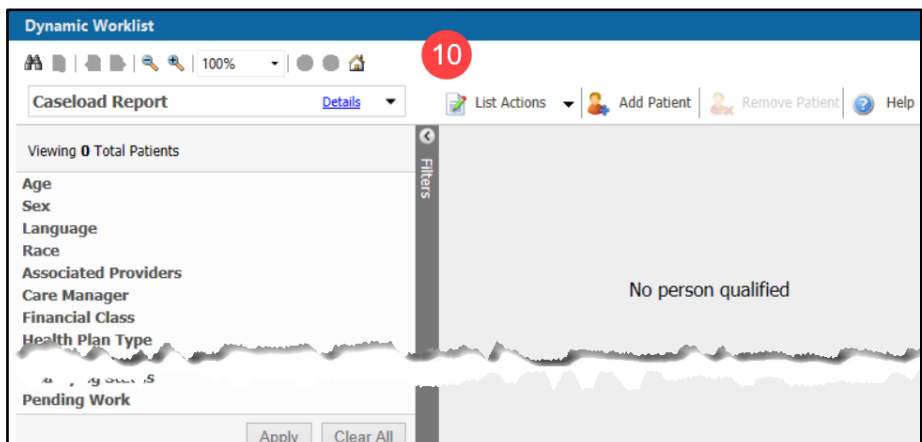 Dynamic Worklist
100%
10
Caseload Report Details List Actions Add Patient Remove Patient Help
Viewing 0 Total Patients
Filters
Age
Sex
Language
Race
Associated Providers
Care Manager
No person qualified
Financial Class
Health Plan Type
Pending Work
Apply Clear All